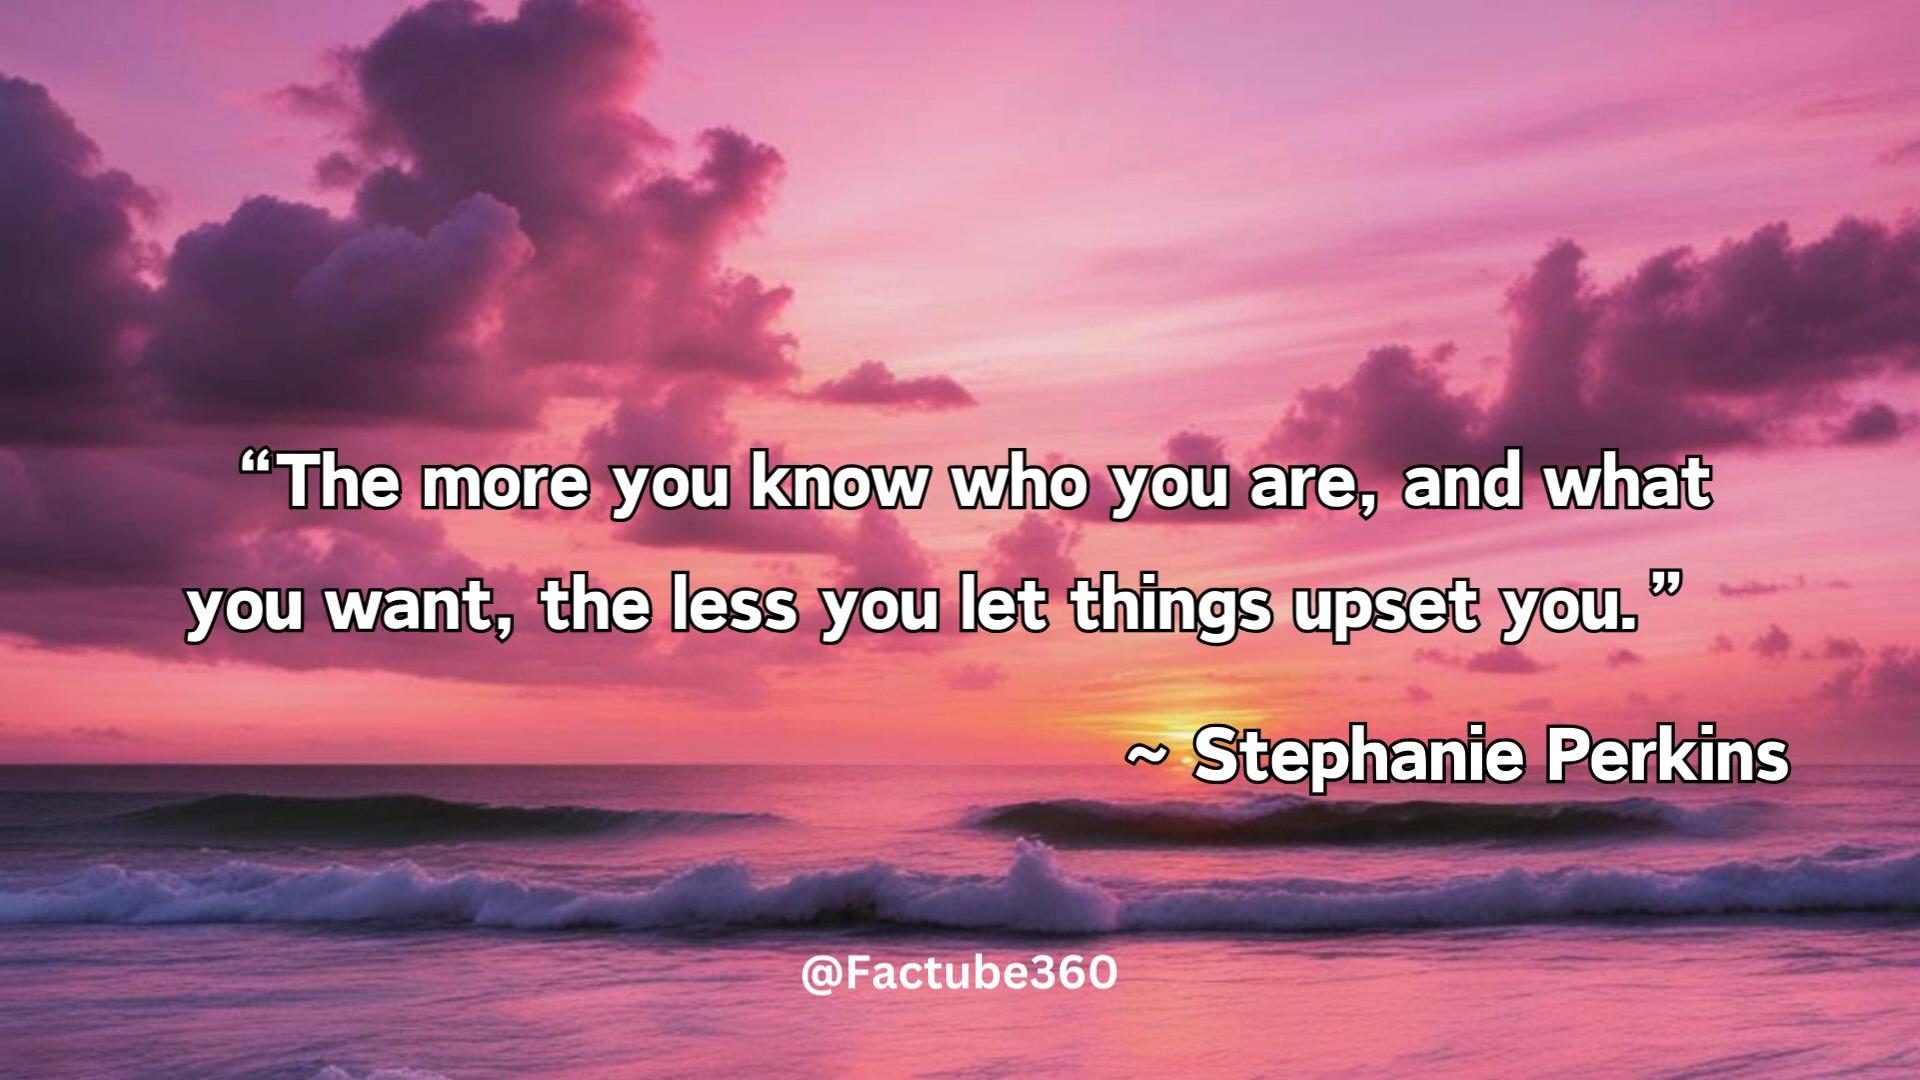 “The more you know who you are, and what
you want, the less you let things upset you.”
~ Stephanie Perkins
@Factube360